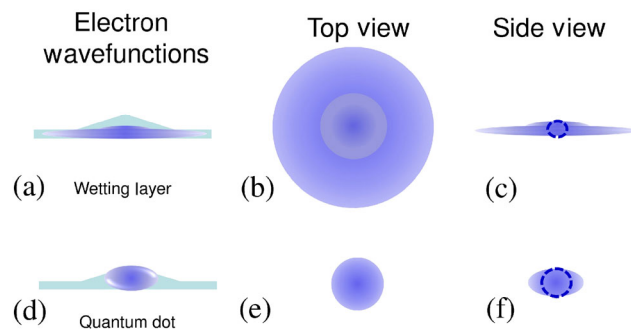 Electron
wavefunctions
Top view
Side view
(a)
Wetting layer
(b)
(c)
(d)
Quantum dot
(e)
(f)